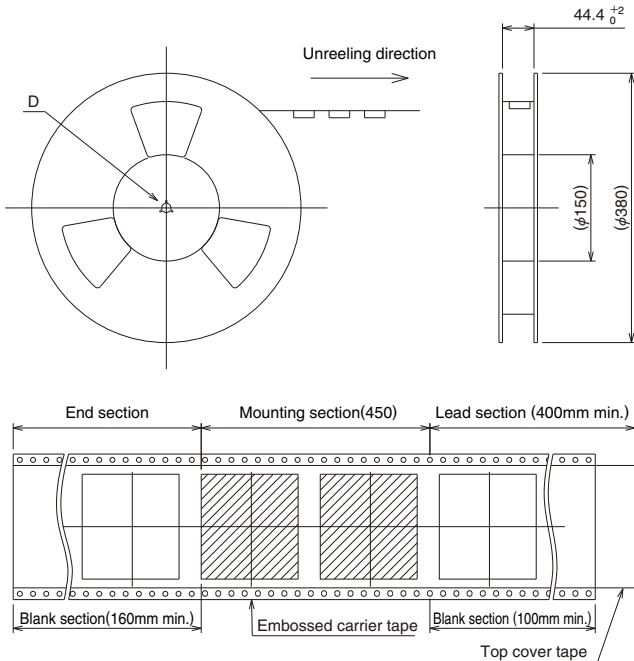 44.4 +2 0
Unreeling direction
D
(φ150)
(φ380)
End section
Mounting section(450)
Lead section (400mm min.)
Blank section(160mm min.)
Embossed carrier tape
Blank section (100mm min.)
Top cover tape